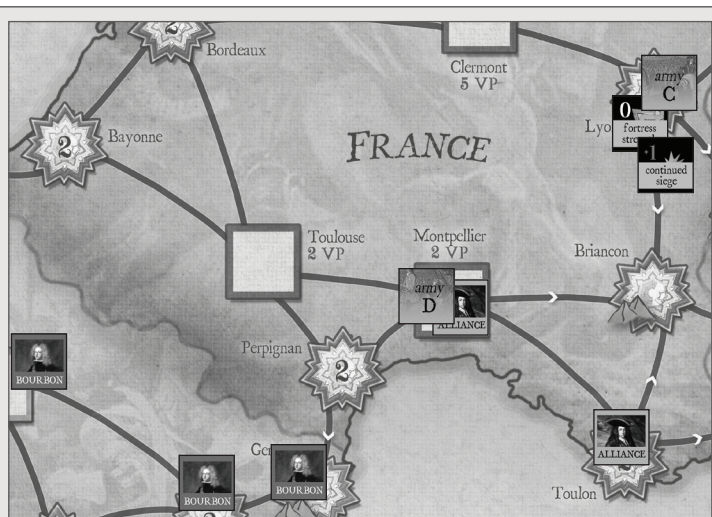 2
Bordeaux
Clermont
5 VP
army
C
0
fortress
Bayonne
2
FRANCE
-1
continued
siege
Toulouse
2 VP
Montpellier
2 VP
Briancon
army
D
ALLIANCE
Perpignan
2
BOURBON
ALLIANCE
BOURBON
BOURBON
Toulon